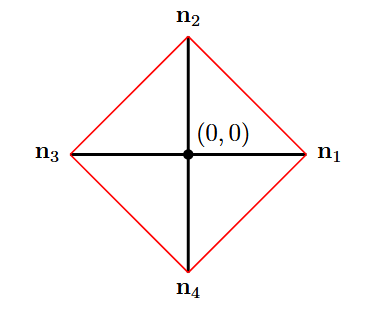 n₂
(0, 0)
n₃
n₁
n₄